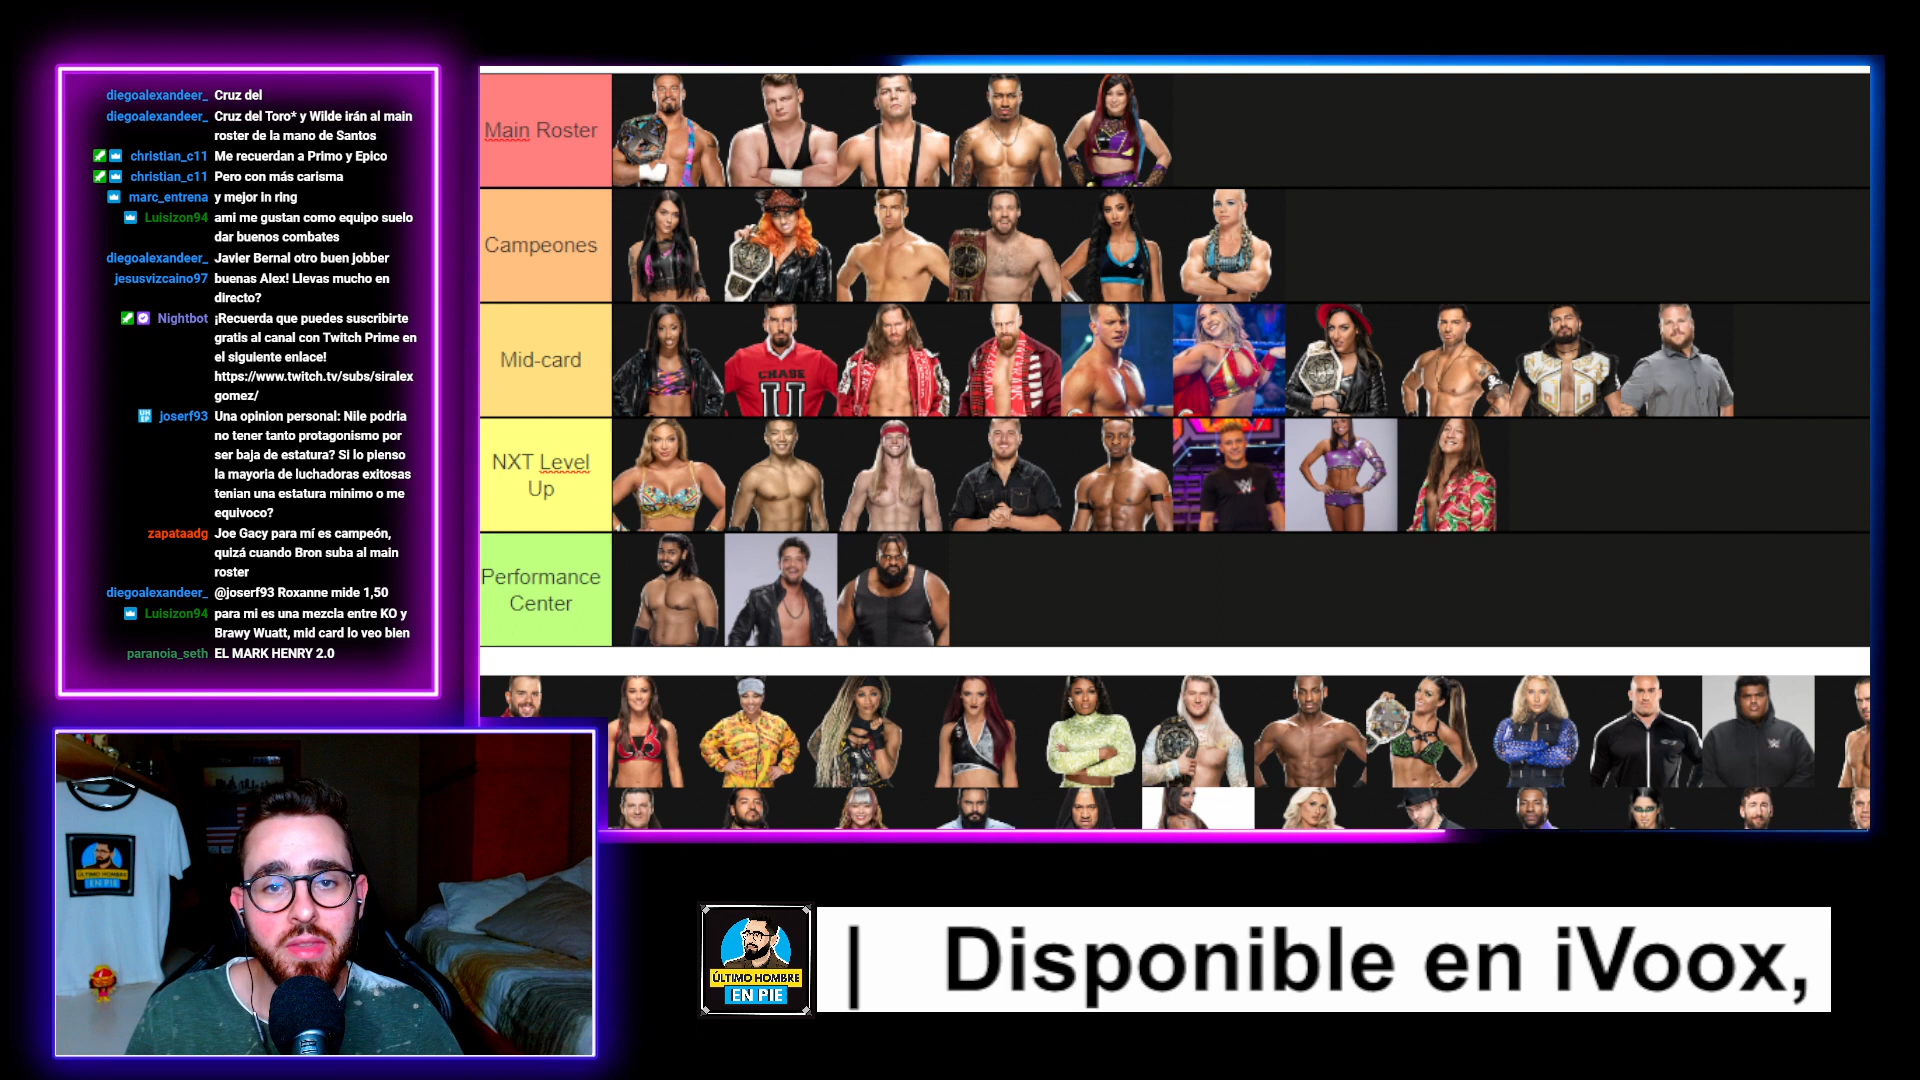 diegoalexandeer_ Cruz del
diegoalexandeer_ Cruz del Toro* y Wilde irán al main
roster de la mano de Santos
christian_c11 Me recuerdan a Primo y Epico
christian_c11 Pero con más carisma
marc_entrena y mejor in ring
Luisizon94 ami me gustan como equipo suelo
dar buenos combates
diegoalexandeer_ Javier Bernal otro buen jobber
jesusvizcaino97 buenas Alex! Llevas mucho en
directo?
Nightbot ¡Recuerda que puedes suscribirte
gratis al canal con Twitch Prime en
el siguiente enlace!
https://www.twitch.tv/subs/siralex
gomez/
joserf93 Una opinion personal: Nile podria
no tener tanto protagonismo por
ser baja de estatura? Si lo pienso
la mayoria de luchadoras exitosas
tenian una estatura minimo o me
equivoco?
zapataadg Joe Gacy para mí es campeón,
quizá cuando Bron suba al main
roster
diegoalexandeer_ @joserf93 Roxanne mide 1,50
Luisizon94 para mi es una mezcla entre KO y
Brawy Wuatt, mid card lo veo bien
paranoia_seth EL MARK HENRY 2.0
Main Roster
Campeones
Mid-card
CHASE
U
NXT Level
Up
Performance
Center
ÚLTIMO HOMBRE
EN PIE
ÚLTIMO HOMBRE
EN PIE
| Disponible en iVoox,